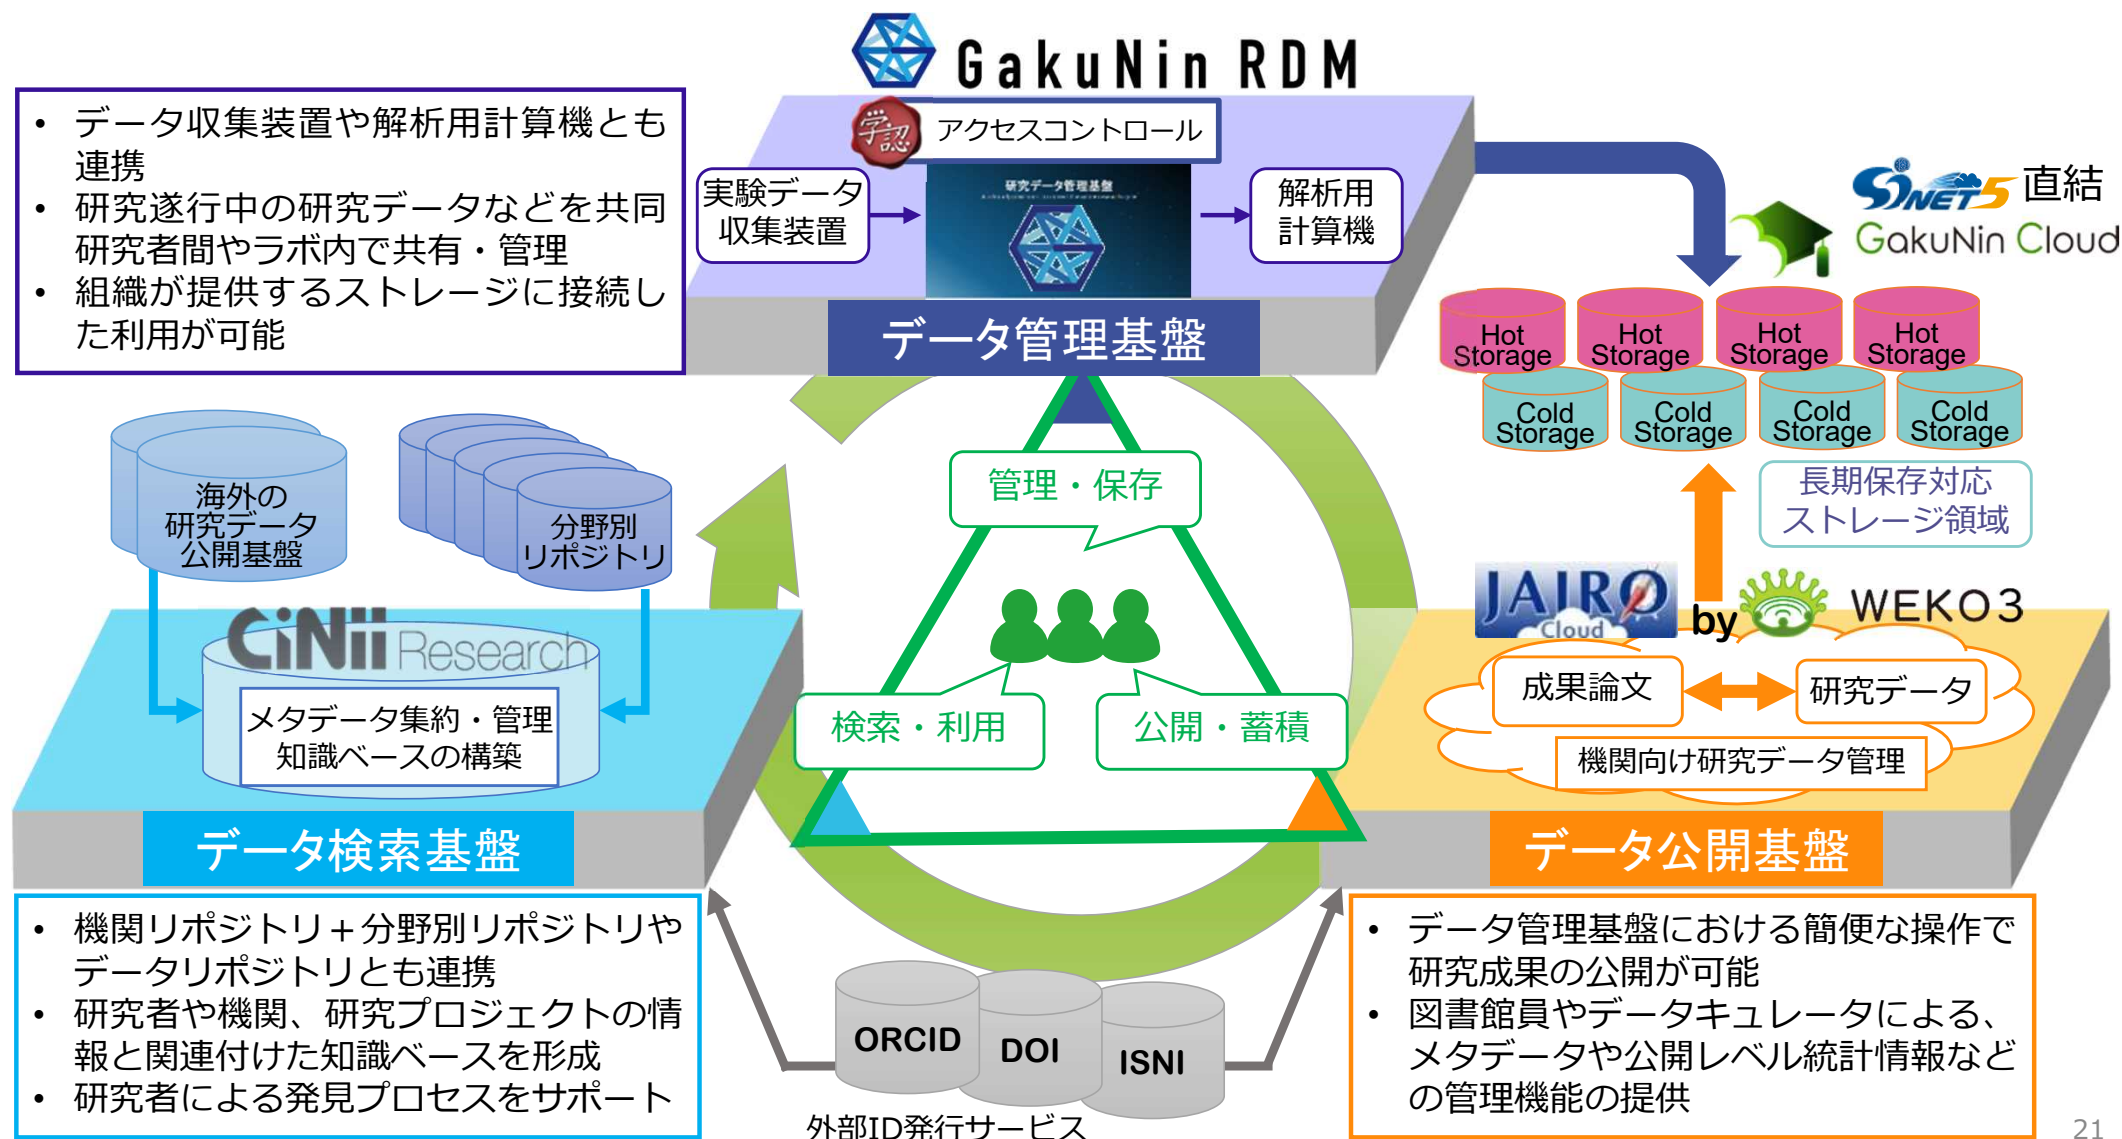 GakuNin RDM
• データ収集装置や解析用計算機とも
連携
• 研究遂行中の研究データなどを共同
研究者間やラボ内で共有・管理
• 組織が提供するストレージに接続し
た利用が可能
学認
アクセスコントロール
実験データ
収集装置
研究データ管理基盤
解析用
計算機
データ管理基盤
SINET5 直結
GakuNin Cloud
Hot
Storage
Hot
Storage
Hot
Storage
Hot
Storage
Cold
Storage
Cold
Storage
Cold
Storage
Cold
Storage
長期保存対応
ストレージ領域
海外の
研究データ
公開基盤
分野別
リポジトリ
管理・保存
検索・利用
公開・蓄積
CiNii Research
メタデータ集約・管理
知識ベースの構築
データ検索基盤
JAIRO
Cloud
by
WEKO3
成果論文
研究データ
機関向け研究データ管理
データ公開基盤
• 機関リポジトリ+分野別リポジトリや
データリポジトリとも連携
• 研究者や機関、研究プロジェクトの情
報と関連付けた知識ベースを形成
• 研究者による発見プロセスをサポート
ORCID
DOI
ISNI
外部ID発行サービス
• データ管理基盤における簡便な操作で
研究成果の公開が可能
• 図書館員やデータキュレータによる、
メタデータや公開レベル統計情報など
の管理機能の提供
21